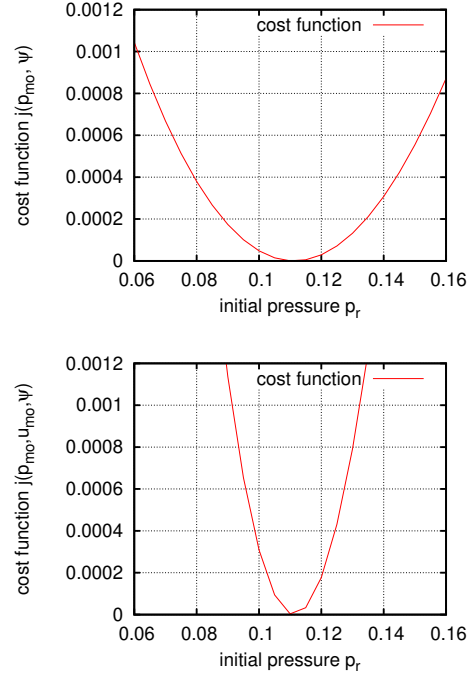 0.0012
0.001
0.0008
0.0006
0.0004
0.0002
0
cost function j(p_mo, ψ)
cost function
0.06 0.08 0.1 0.12 0.14 0.16
initial pressure p_r
0.0012
0.001
0.0008
0.0006
0.0004
0.0002
0
cost function j(p_mo,u_mo,ψ)
cost function
0.06 0.08 0.1 0.12 0.14 0.16
initial pressure p_r